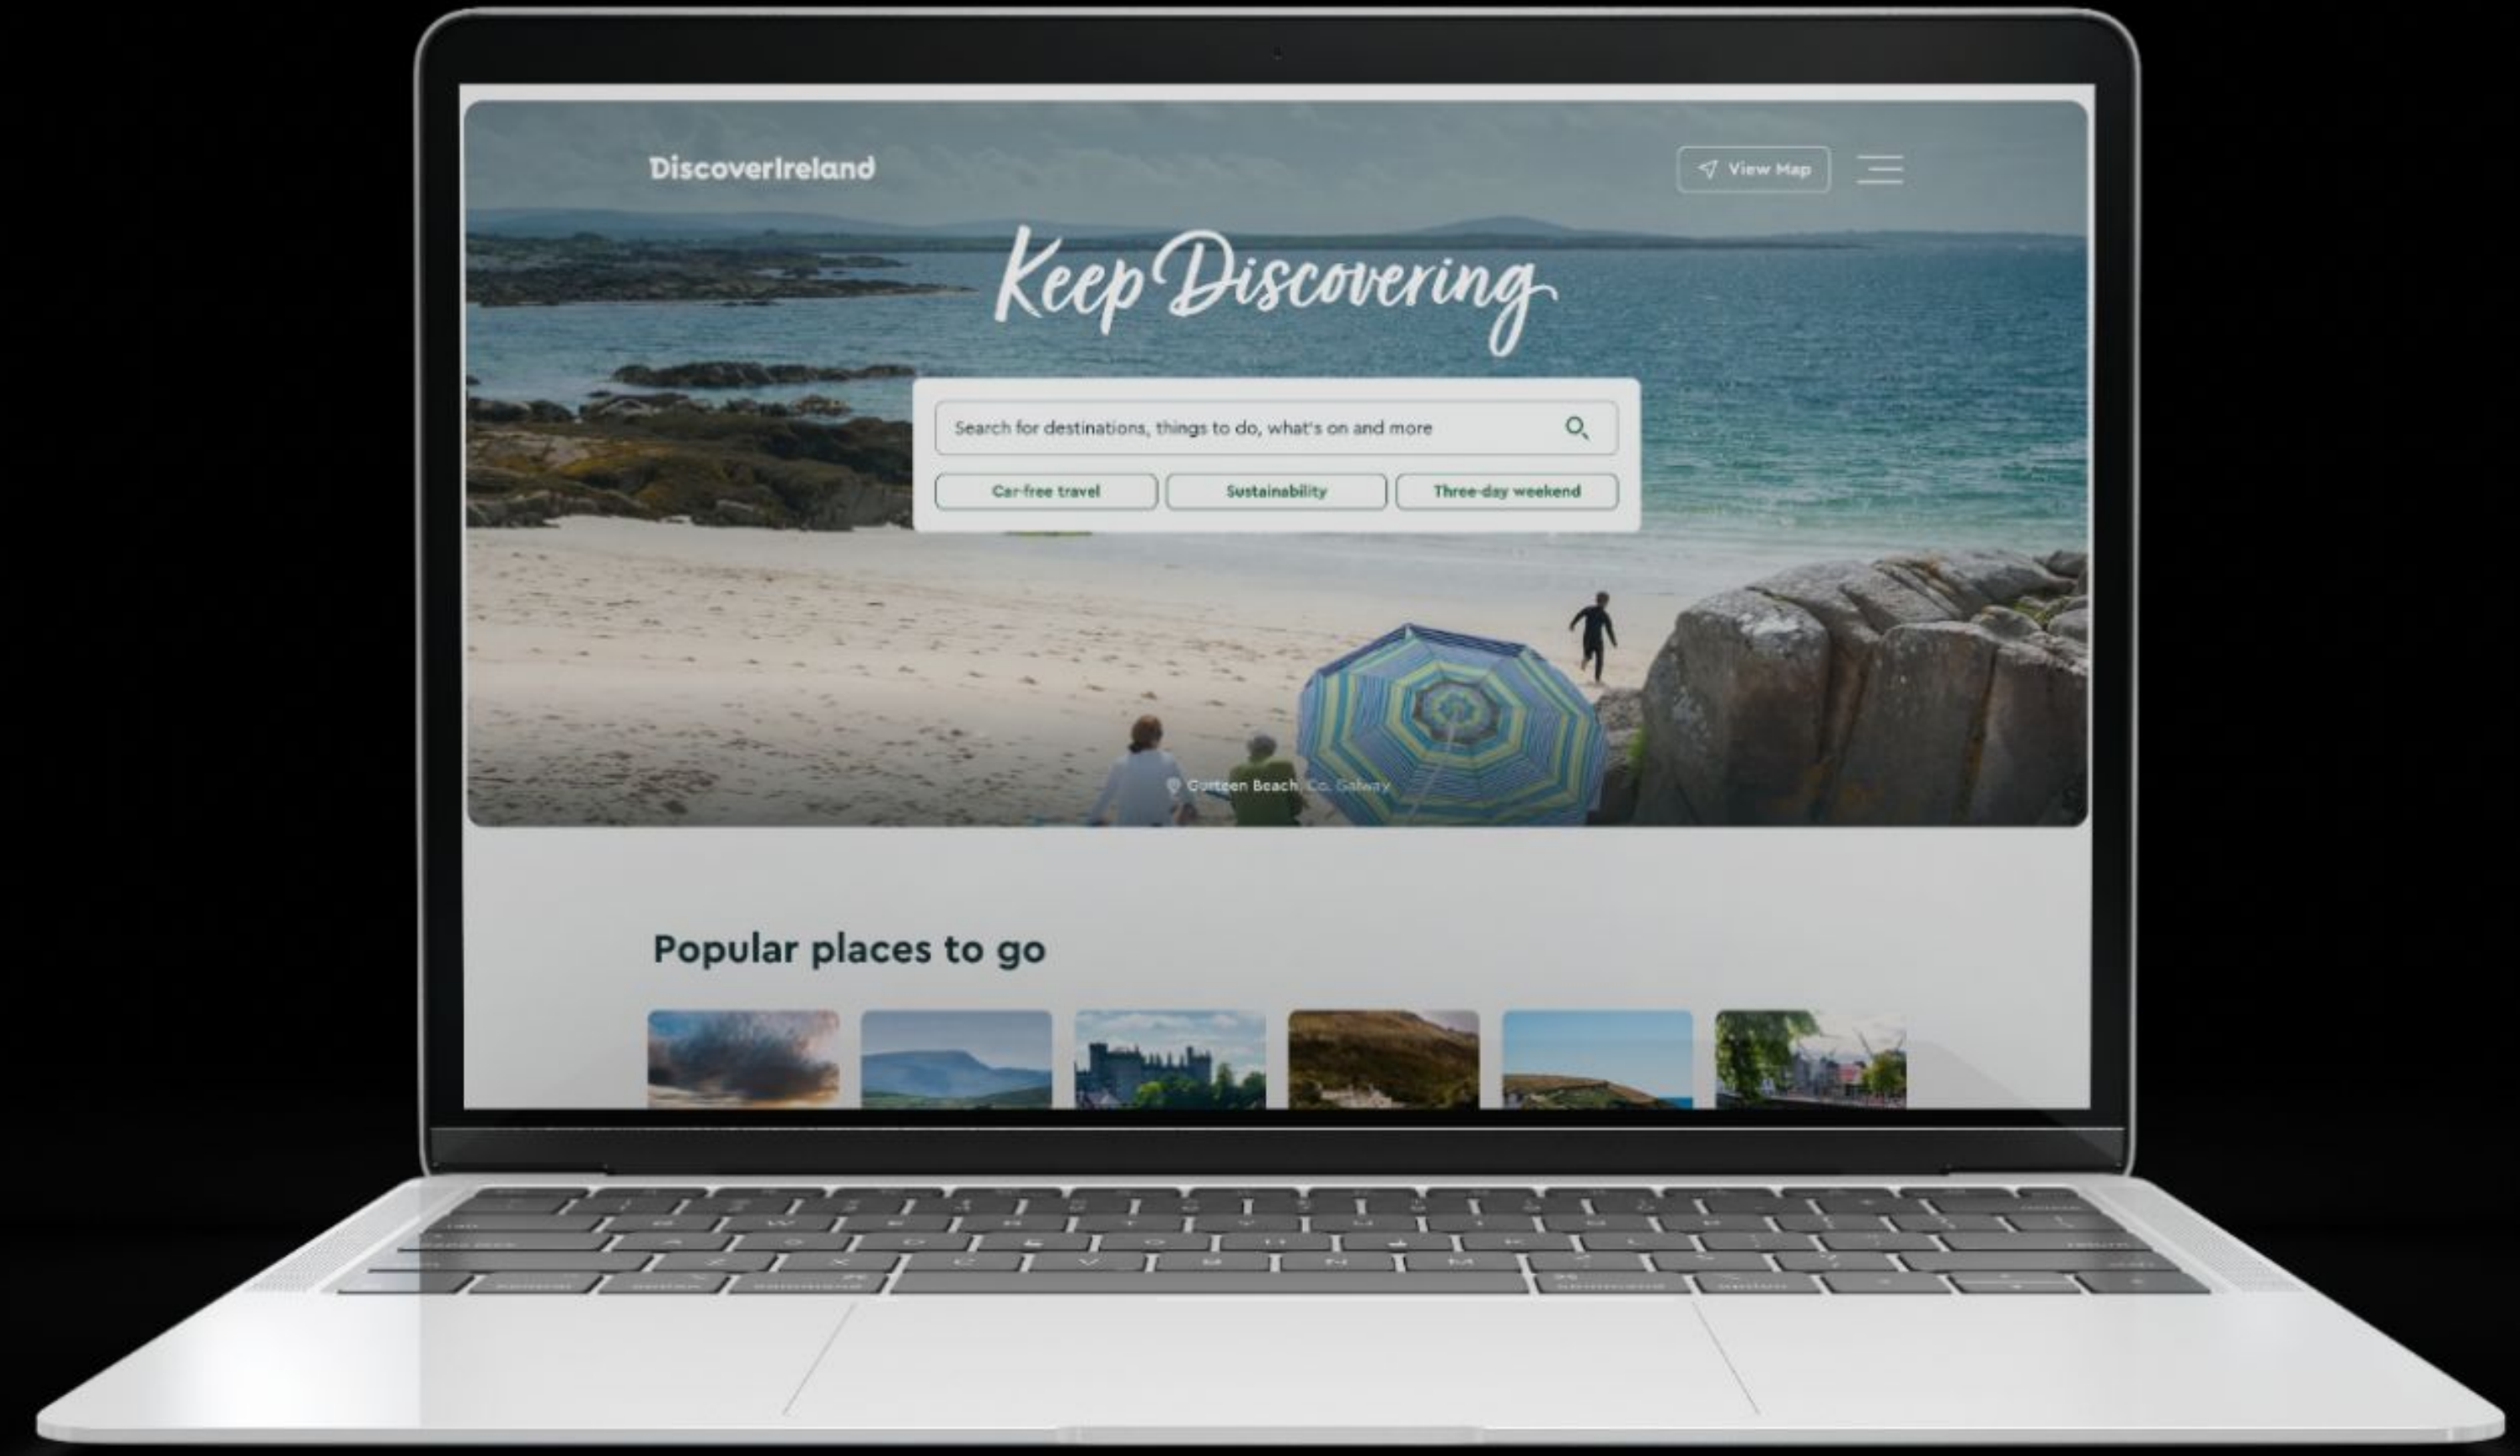 DiscoverIreland
View Map
Keep Discovering
Search for destinations, things to do, what's on and more
Car-free travel
Sustainability
Three-day weekend
Gurteen Beach, Co. Galway
Popular places to go